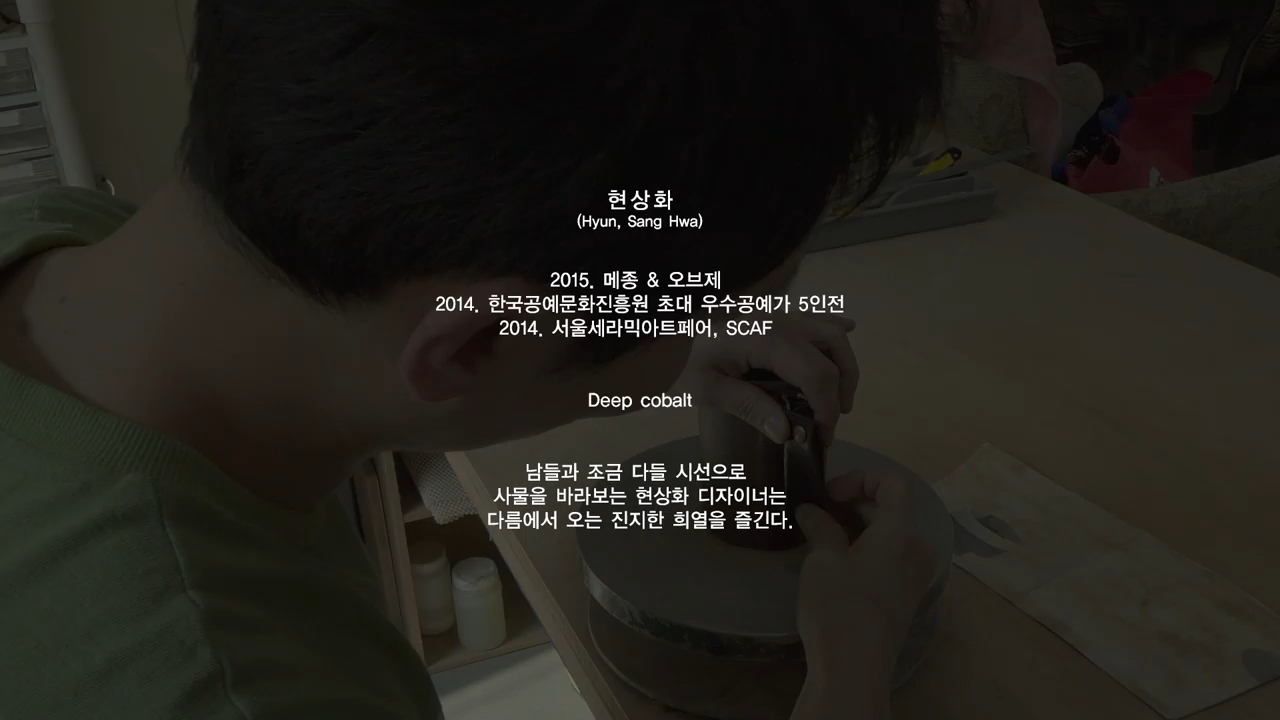 현상화
(Hyun, Sang Hwa)
2015. 메종 & 오브제
2014. 한국공예문화진흥원 초대 우수공예가 5인전
2014. 서울세라믹아트페어, SCAF
Deep cobalt
남들과 조금 다들 시선으로
사물을 바라보는 현상화 디자이너는
다름에서 오는 진지한 희열을 즐긴다.